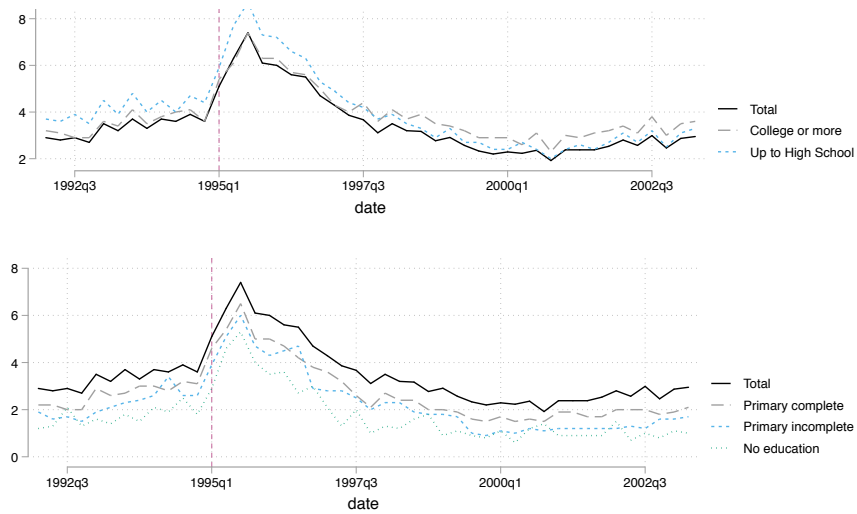 8
6
4
2
1992q3 1995q1 1997q3 2000q1 2002q3
date
Total
College or more
Up to High School
8
6
4
2
0
1992q3 1995q1 1997q3 2000q1 2002q3
date
Total
Primary complete
Primary incomplete
No education